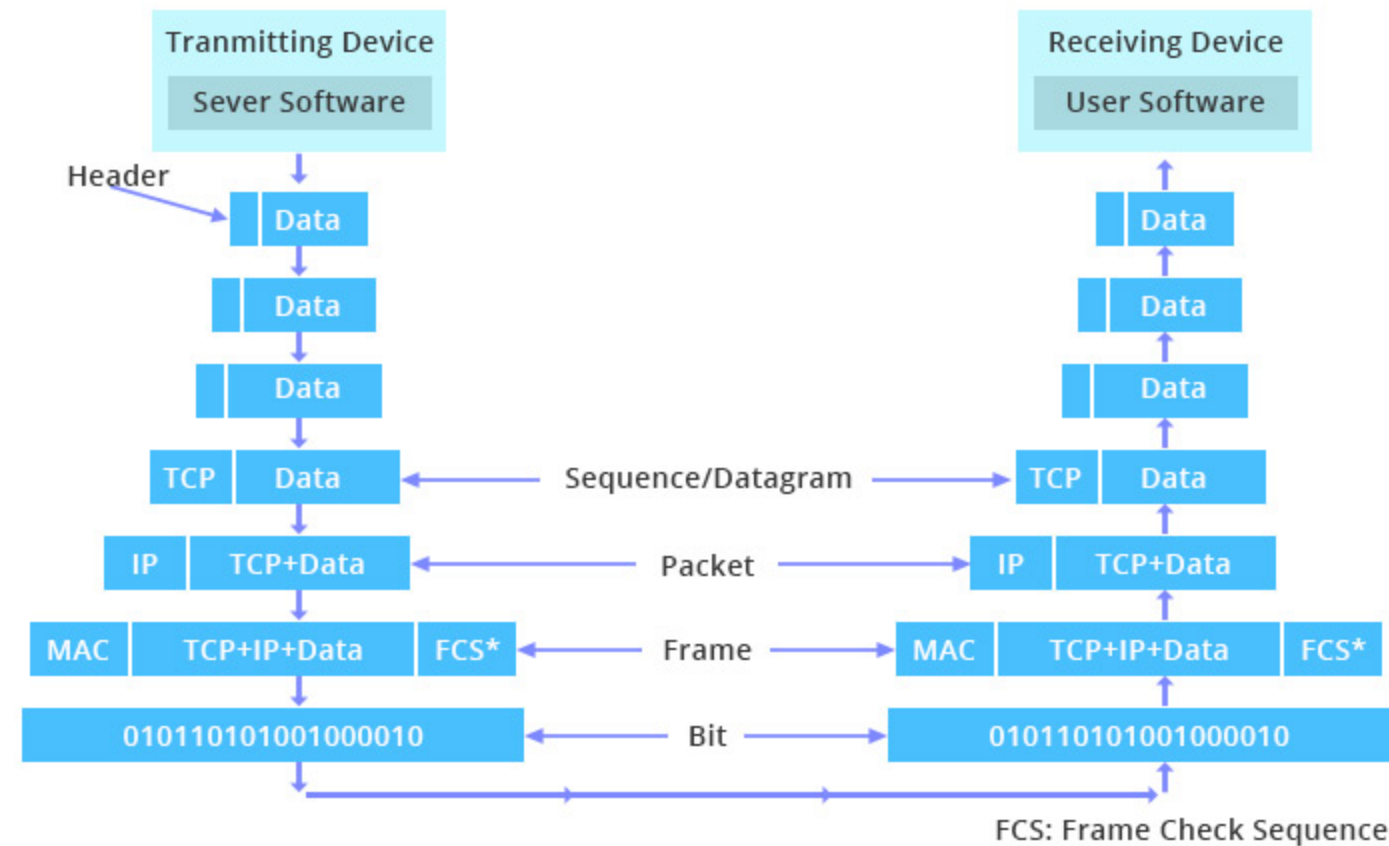 Tranmitting Device
Sever Software
Receiving Device
User Software
Header
Data
Data
Data
Data
Data
Data
TCP Data
Sequence/Datagram
TCP Data
IP TCP+Data
Packet
IP TCP+Data
MAC TCP+IP+Data FCS*
Frame
MAC TCP+IP+Data FCS*
010110101001000010
Bit
010110101001000010
FCS: Frame Check Sequence